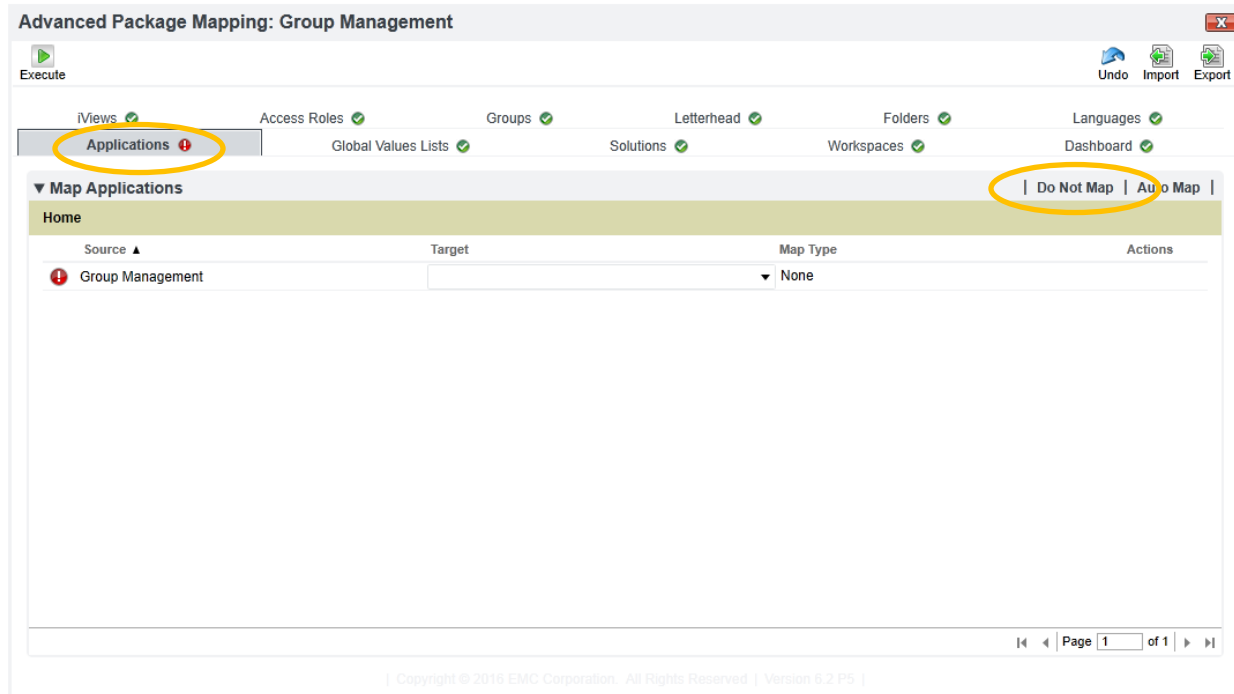 Advanced Package Mapping: Group Management
X
Execute
Undo Import Export
iViews Access Roles Groups Letterhead Folders Languages
Applications Global Values Lists Solutions Workspaces Dashboard
▼ Map Applications | Do Not Map | Auto Map |
Home
Source ▲ Target Map Type Actions
Group Management None
Page 1 of 1
| Copyright © 2016 EMC Corporation. All Rights Reserved | Version 6.2 P5 |